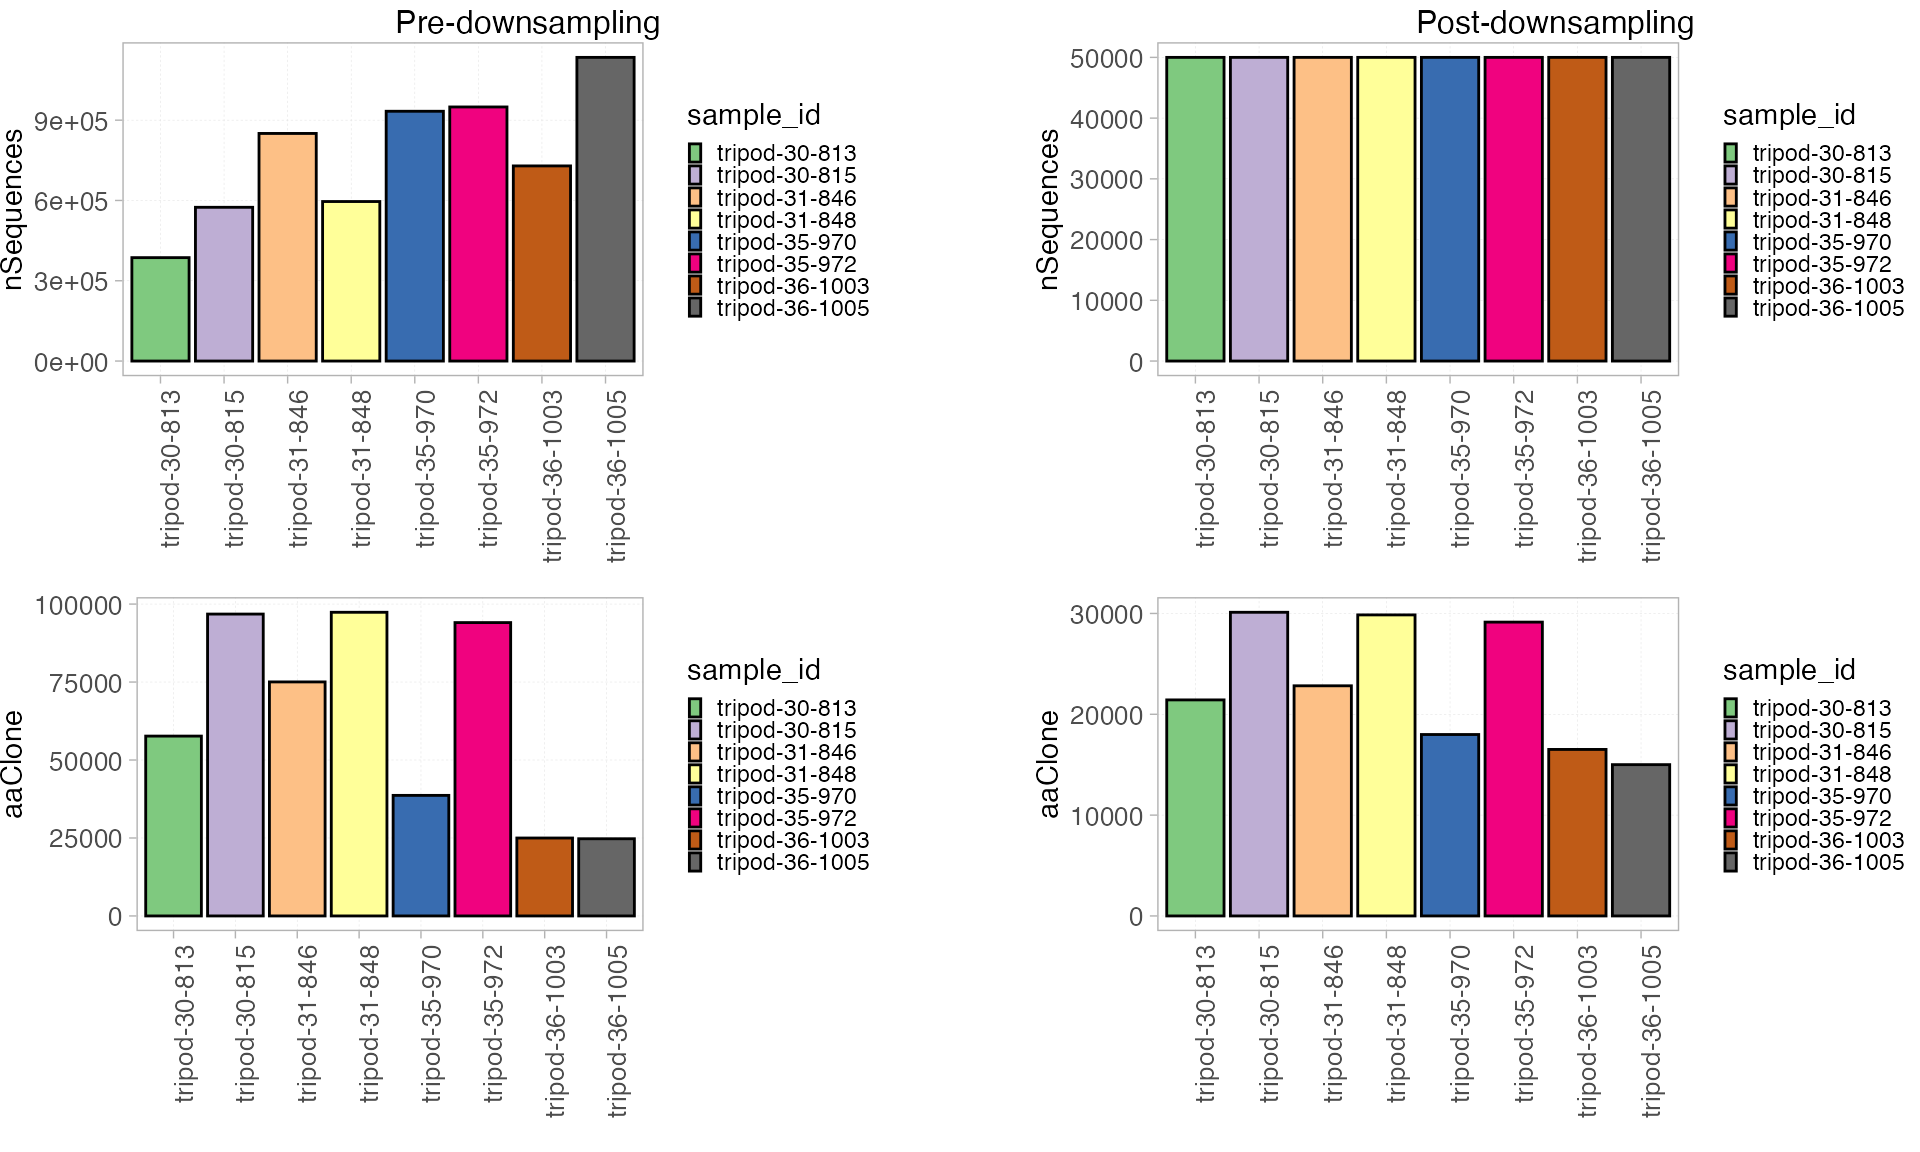 Pre-downsampling
nSequences
9e+05
6e+05
3e+05
0e+00
tripod-30-813
tripod-30-815
tripod-31-846
tripod-31-848
tripod-35-970
tripod-35-972
tripod-36-1003
tripod-36-1005
sample_id
tripod-30-813
tripod-30-815
tripod-31-846
tripod-31-848
tripod-35-970
tripod-35-972
tripod-36-1003
tripod-36-1005
Post-downsampling
nSequences
50000
40000
30000
20000
10000
0
tripod-30-813
tripod-30-815
tripod-31-846
tripod-31-848
tripod-35-970
tripod-35-972
tripod-36-1003
tripod-36-1005
sample_id
tripod-30-813
tripod-30-815
tripod-31-846
tripod-31-848
tripod-35-970
tripod-35-972
tripod-36-1003
tripod-36-1005
aaClone
100000
75000
50000
25000
0
tripod-30-813
tripod-30-815
tripod-31-846
tripod-31-848
tripod-35-970
tripod-35-972
tripod-36-1003
tripod-36-1005
sample_id
tripod-30-813
tripod-30-815
tripod-31-846
tripod-31-848
tripod-35-970
tripod-35-972
tripod-36-1003
tripod-36-1005
aaClone
30000
20000
10000
0
tripod-30-813
tripod-30-815
tripod-31-846
tripod-31-848
tripod-35-970
tripod-35-972
tripod-36-1003
tripod-36-1005
sample_id
tripod-30-813
tripod-30-815
tripod-31-846
tripod-31-848
tripod-35-970
tripod-35-972
tripod-36-1003
tripod-36-1005